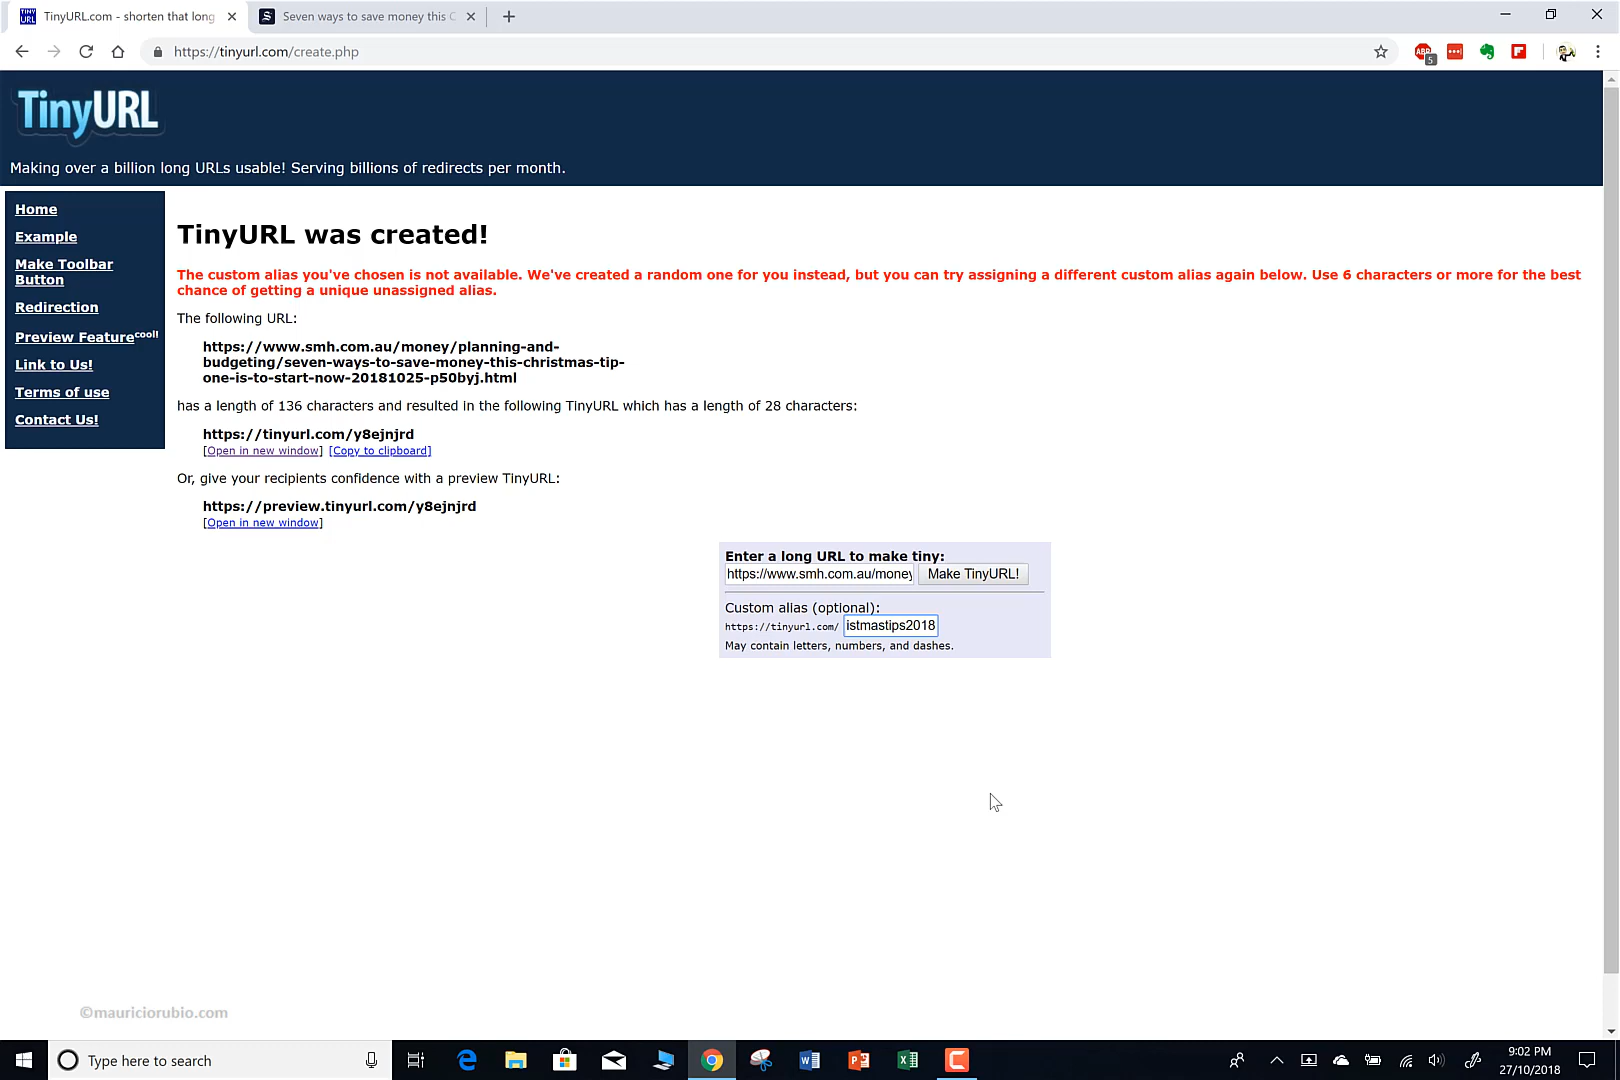 TINY URL TinyURL.com - shorten that long
S Seven ways to save money this C
https://tinyurl.com/create.php
ABP 5
TinyURL
Making over a billion long URLs usable! Serving billions of redirects per month.
Home
Example
Make Toolbar
Button
Redirection
Preview Featurecool!
Link to Us!
Terms of use
Contact Us!
TinyURL was created!
The custom alias you've chosen is not available. We've created a random one for you instead, but you can try assigning a different custom alias again below. Use 6 characters or more for the best
chance of getting a unique unassigned alias.
The following URL:
https://www.smh.com.au/money/planning-and-
budgeting/seven-ways-to-save-money-this-christmas-tip-
one-is-to-start-now-20181025-p50byj.html
has a length of 136 characters and resulted in the following TinyURL which has a length of 28 characters:
https://tinyurl.com/y8ejnjrd
[Open in new window] [Copy to clipboard]
Or, give your recipients confidence with a preview TinyURL:
https://preview.tinyurl.com/y8ejnjrd
[Open in new window]
Enter a long URL to make tiny:
https://www.smh.com.au/money Make TinyURL!
Custom alias (optional):
https://tinyurl.com/ istmastips2018
May contain letters, numbers, and dashes.
©mauriciorubio.com
Type here to search
9:02 PM
27/10/2018